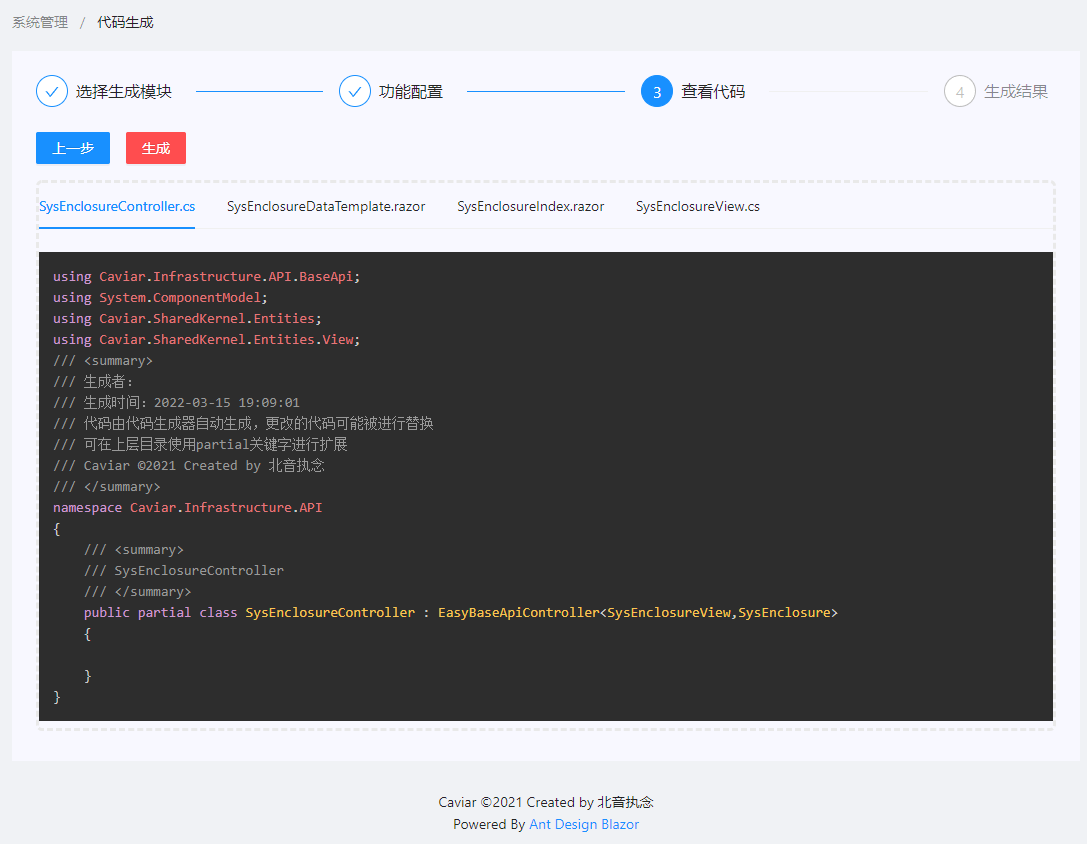 系统管理 / 代码生成
选择生成模块 功能配置 3 查看代码 4 生成结果
上一步 生成
SysEnclosureController.cs SysEnclosureDataTemplate.razor SysEnclosureIndex.razor SysEnclosureView.cs
using Caviar.Infrastructure.API.BaseApi;
using System.ComponentModel;
using Caviar.SharedKernel.Entities;
using Caviar.SharedKernel.Entities.View;
/// <summary>
/// 生成者：
/// 生成时间：2022-03-15 19:09:01
/// 代码由代码生成器自动生成，更改的代码可能被进行替换
/// 可在上层目录使用partial关键字进行扩展
/// Caviar ©2021 Created by 北音执念
/// </summary>
namespace Caviar.Infrastructure.API
{
/// <summary>
/// SysEnclosureController
/// </summary>
public partial class SysEnclosureController : EasyBaseApiController<SysEnclosureView,SysEnclosure>
{
}
}
Caviar ©2021 Created by 北音执念
Powered By Ant Design Blazor